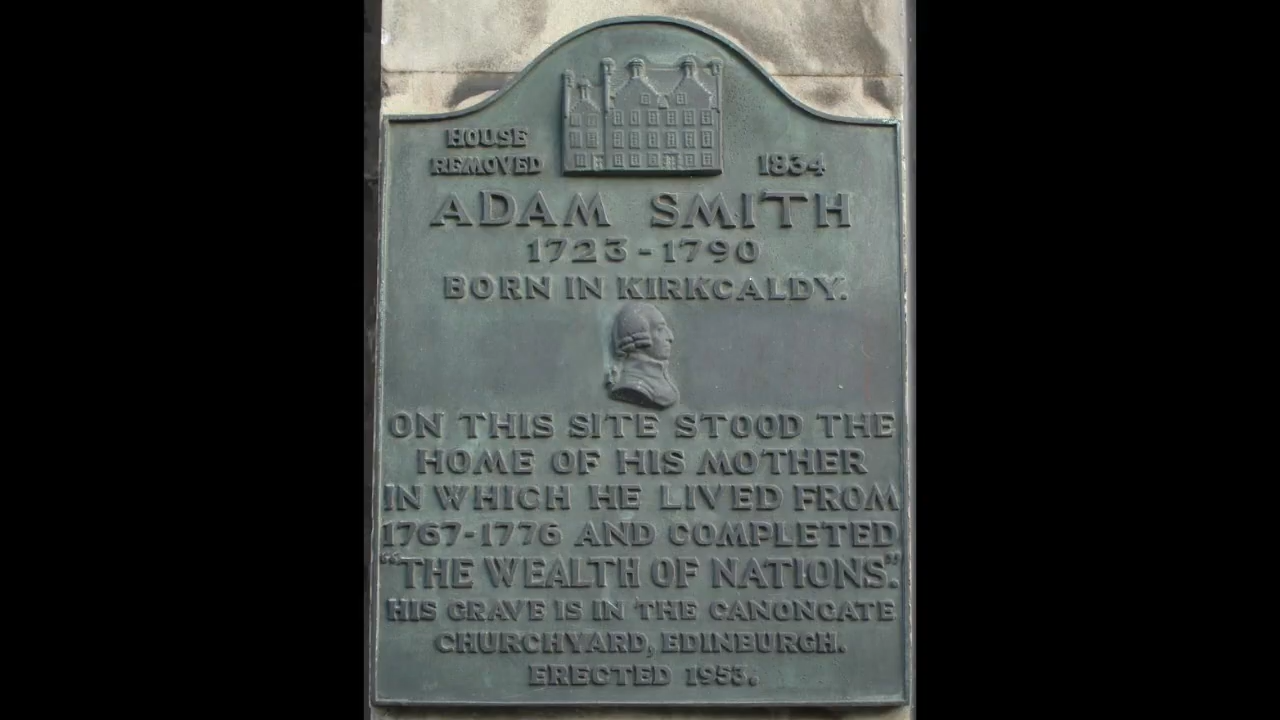 HOUSE
REMOVED
1834
ADAM SMITH
1723-1790
BORN IN KIRKCALDY.
ON THIS SITE STOOD THE
HOME OF HIS MOTHER
IN WHICH HE LIVED FROM
1767-1776 AND COMPLETED
"THE WEALTH OF NATIONS."
HIS GRAVE IS IN THE CANONGATE
CHURCHYARD, EDINBURGH.
ERECTED 1953.